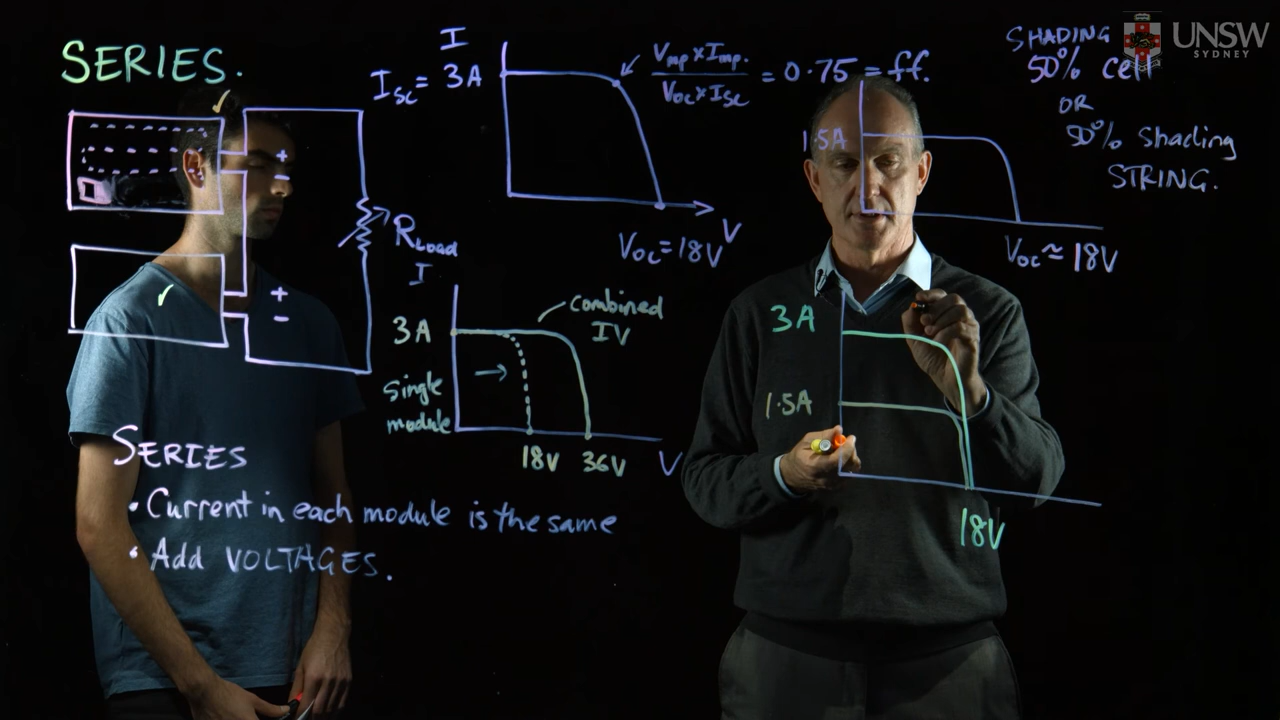 SERIES.
I
ISC = 3A
Vmp × Imp.
VOC × ISC
= 0.75 = ff.
VOC = 18V
V
SHADING
50% cell
OR
50% Shading
STRING.
UNSW
SYDNEY
1.5A
VOC ≃ 18V
+
−
+
−
RLoad
I
3A
Combined
IV
Single
module
18V
36V
V
3A
1.5A
18V
SERIES
• Current in each module is the same
• Add VOLTAGES.